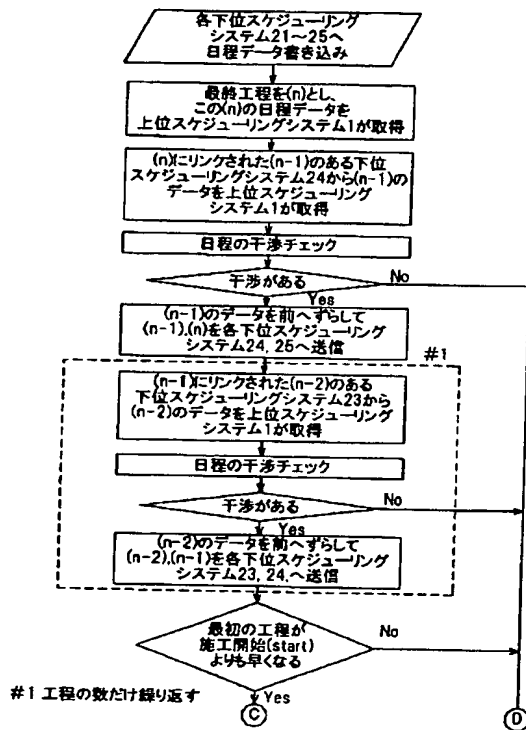 各下位スケジューリング
システム21～25へ
日程データ書き込み
最終工程を(n)とし、
この(n)の日程データを
上位スケジューリングシステム1が取得
(n)にリンクされた(n-1)のある下位
スケジューリングシステム24から(n-1)の
データを上位スケジューリング
システム1が取得
日程の干渉チェック
干渉がある
No
Yes
(n-1)のデータを前へずらして
(n-1),(n)を各下位スケジューリング
システム24, 25へ送信
#1
(n-1)にリンクされた(n-2)のある
下位スケジューリングシステム23から
(n-2)のデータを上位スケジューリング
システム1が取得
日程の干渉チェック
干渉がある
No
Yes
(n-2)のデータを前へずらして
(n-2),(n-1)を各下位スケジューリング
システム23, 24,へ送信
最初の工程が
施工開始(start)
よりも早くなる
No
Yes
#1 工程の数だけ繰り返す
C
D